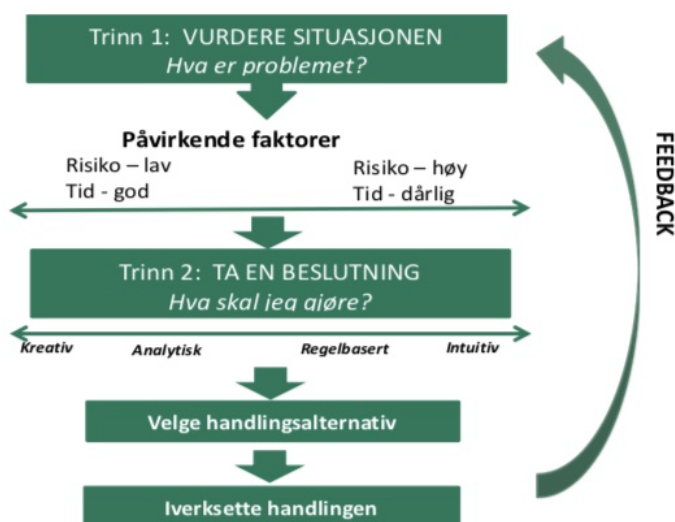 Trinn 1: VURDERE SITUASJONEN
Hva er problemet?
Påvirkende faktorer
Risiko – lav
Tid - god
Risiko – høy
Tid - dårlig
Trinn 2: TA EN BESLUTNING
Hva skal jeg gjøre?
Kreativ
Analytisk
Regelbasert
Intuitiv
Velge handlingsalternativ
Iverksette handlingen
FEEDBACK